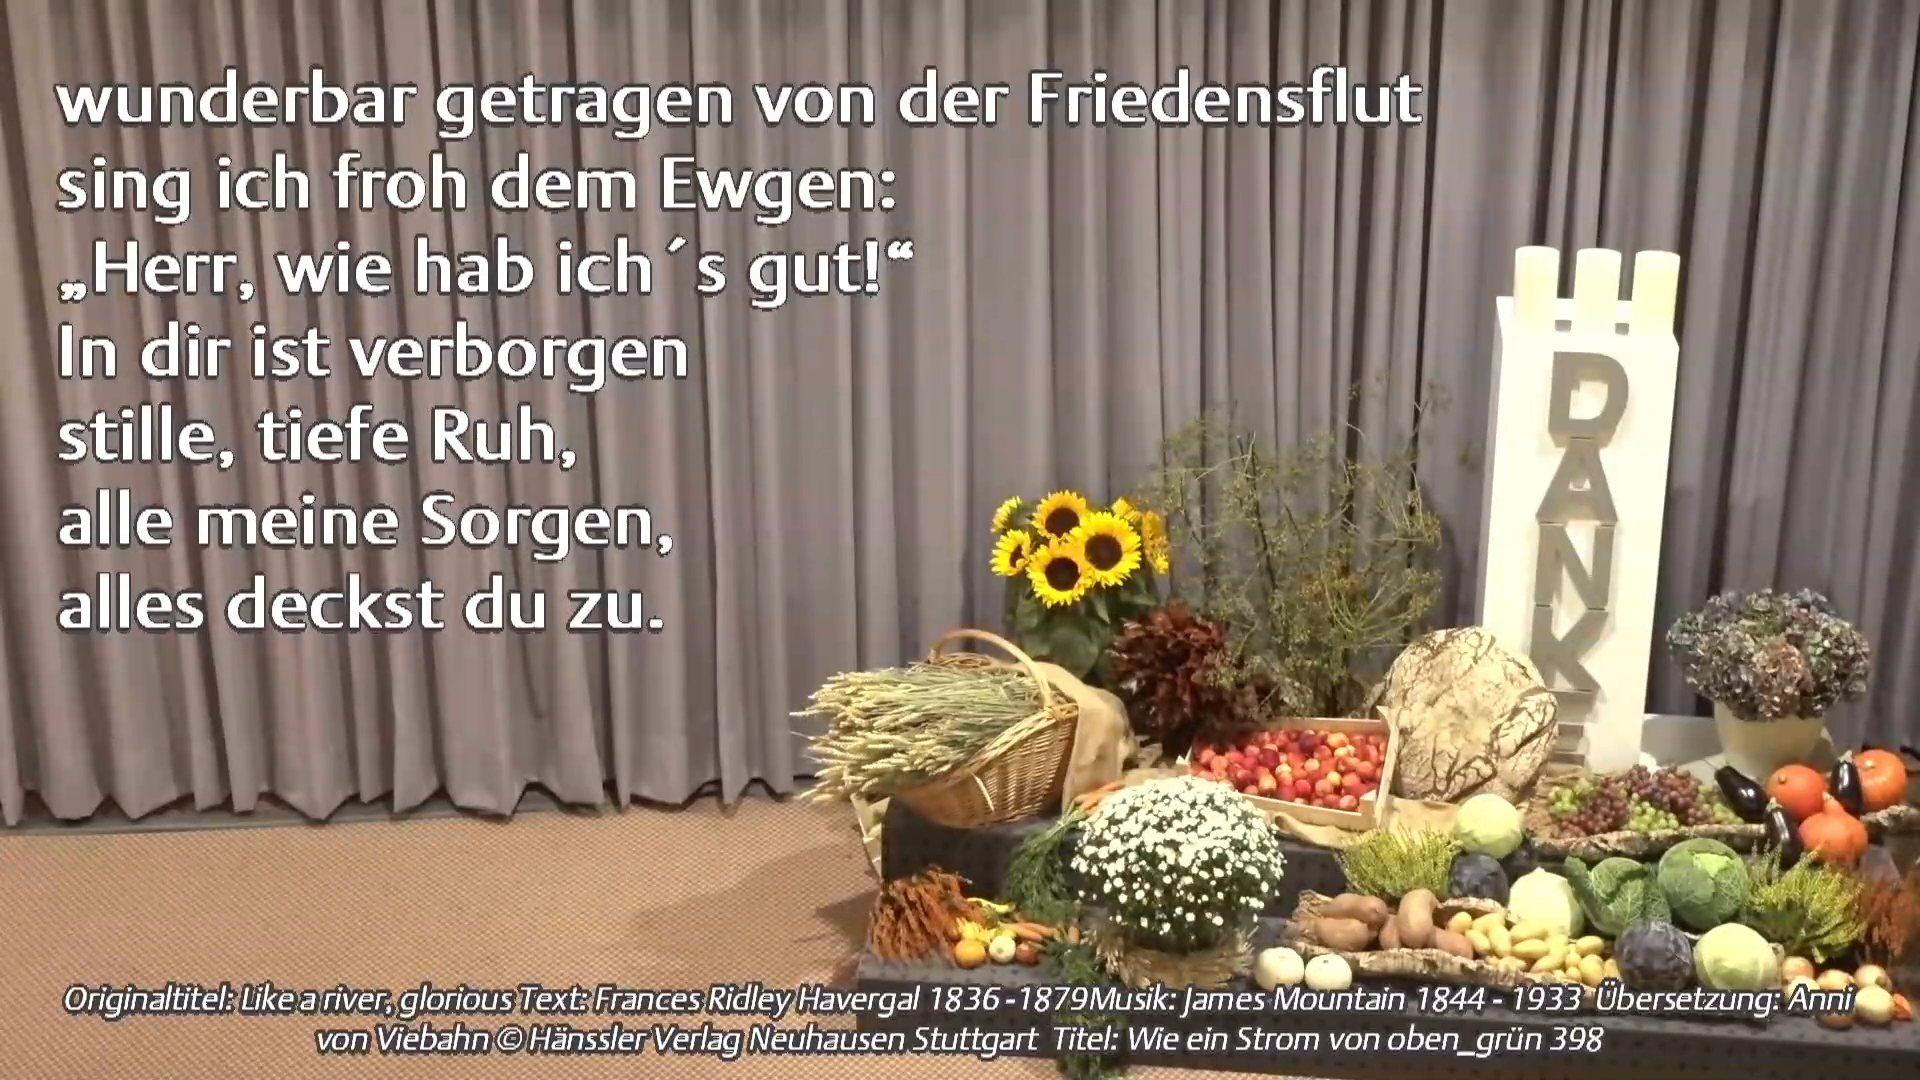 wunderbar getragen von der Friedensflut
sing ich froh dem Ewgen:
„Herr, wie hab ich´s gut!“
In dir ist verborgen
stille, tiefe Ruh,
alle meine Sorgen,
alles deckst du zu.
DANKE
Originaltitel: Like a river, glorious Text: Frances Ridley Havergal 1836 -1879Musik: James Mountain 1844 - 1933 Übersetzung: Anni
von Viebahn © Hänssler Verlag Neuhausen Stuttgart Titel: Wie ein Strom von oben_grün 398